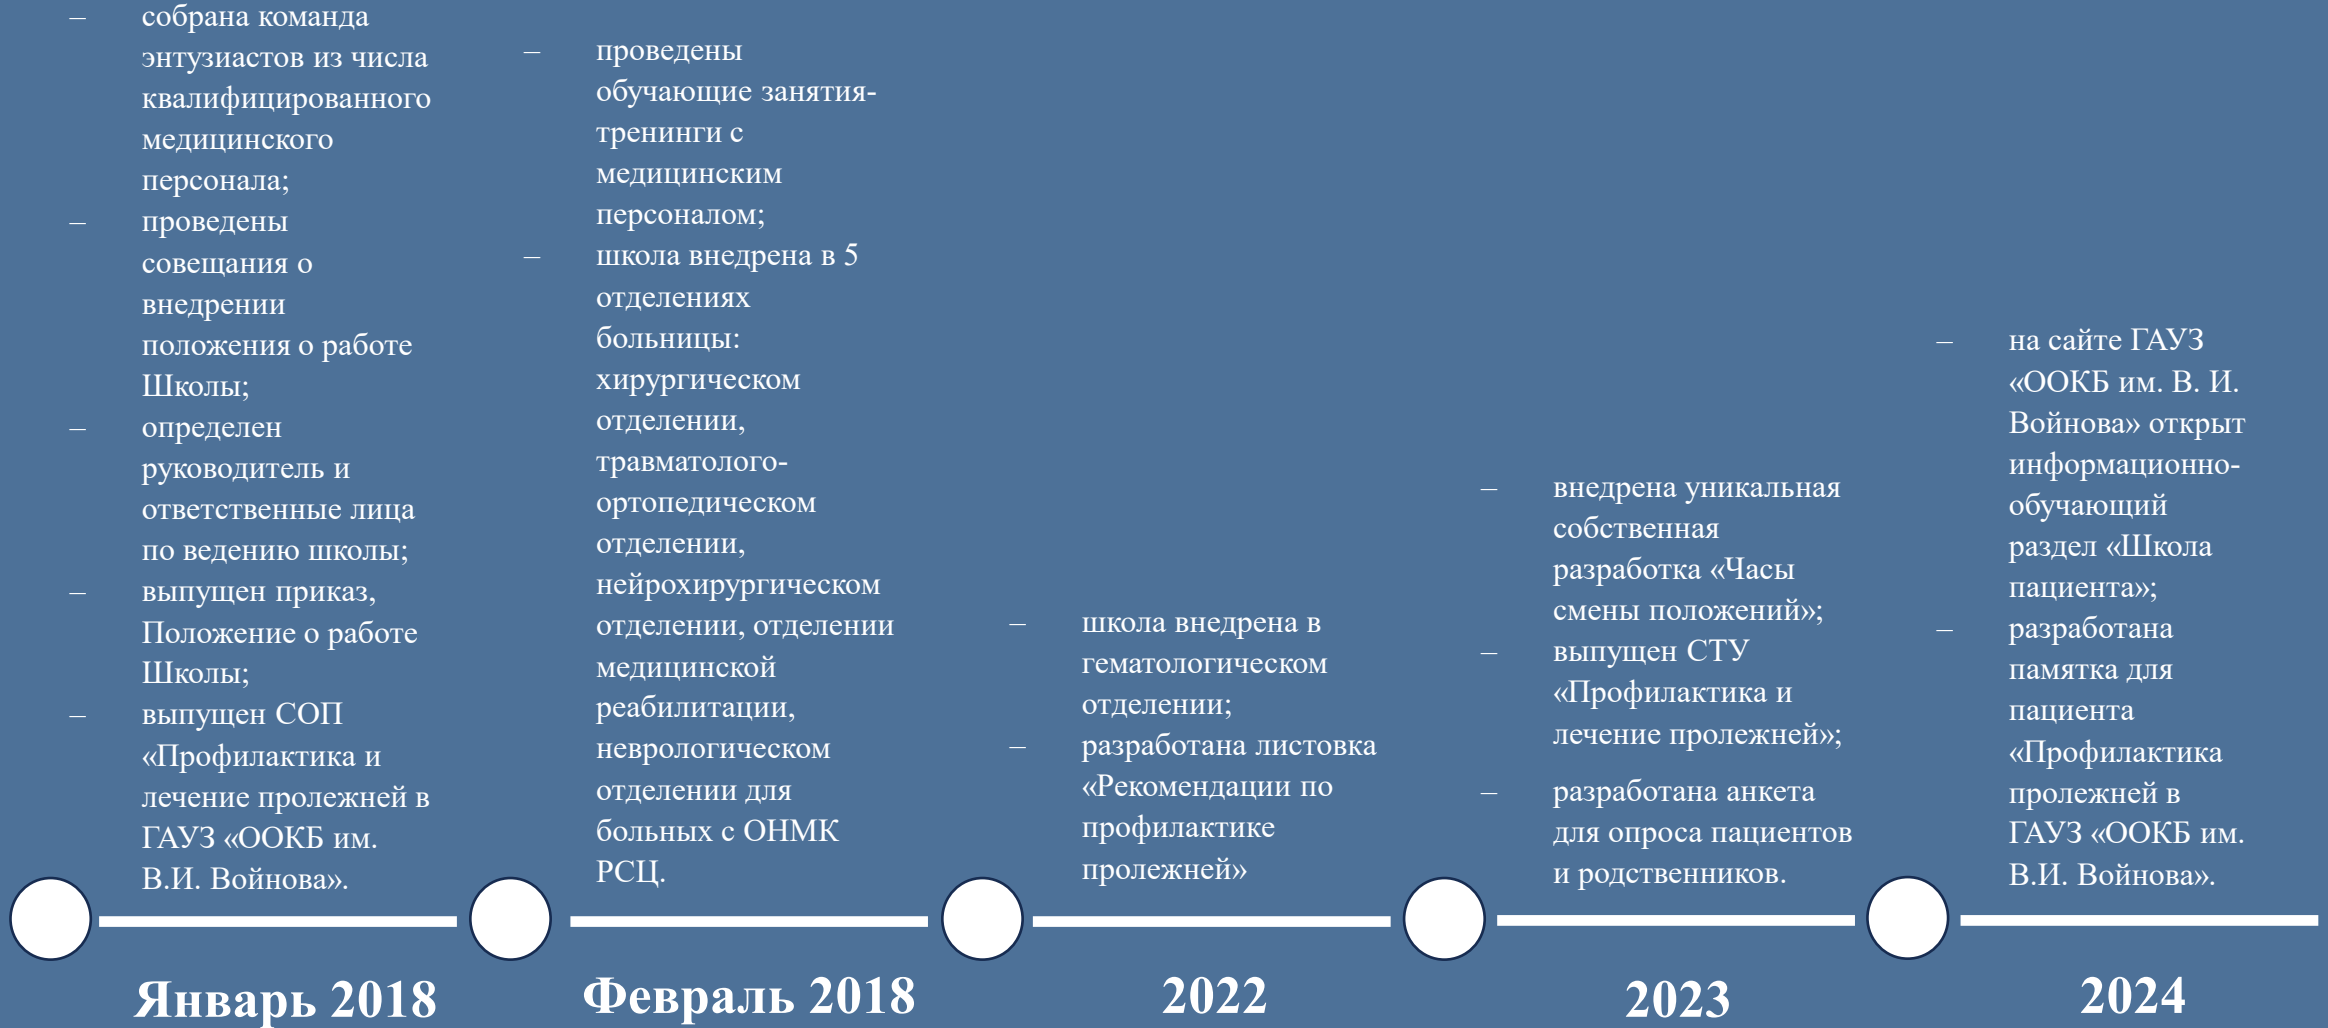 – собрана команда
энтузиастов из числа
квалифицированного
медицинского
персонала;
– проведены
совещания о
внедрении
положения о работе
Школы;
– определен
руководитель и
ответственные лица
по ведению школы;
– выпущен приказ,
Положение о работе
Школы;
– выпущен СОП
«Профилактика и
лечение пролежней в
ГАУЗ «ООКБ им.
В.И. Войнова».
Январь 2018
– проведены
обучающие занятия-
тренинги с
медицинским
персоналом;
– школа внедрена в 5
отделениях
больницы:
хирургическом
отделении,
травматолого-
ортопедическом
отделении,
нейрохирургическом
отделении, отделении
медицинской
реабилитации,
неврологическом
отделении для
больных с ОНМК
РСЦ.
Февраль 2018
– школа внедрена в
гематологическом
отделении;
– разработана листовка
«Рекомендации по
профилактике
пролежней»
2022
– внедрена уникальная
собственная
разработка «Часы
смены положений»;
– выпущен СТУ
«Профилактика и
лечение пролежней»;
– разработана анкета
для опроса пациентов
и родственников.
2023
– на сайте ГАУЗ
«ООКБ им. В. И.
Войнова» открыт
информационно-
обучающий
раздел «Школа
пациента»;
– разработана
памятка для
пациента
«Профилактика
пролежней в
ГАУЗ «ООКБ им.
В.И. Войнова».
2024